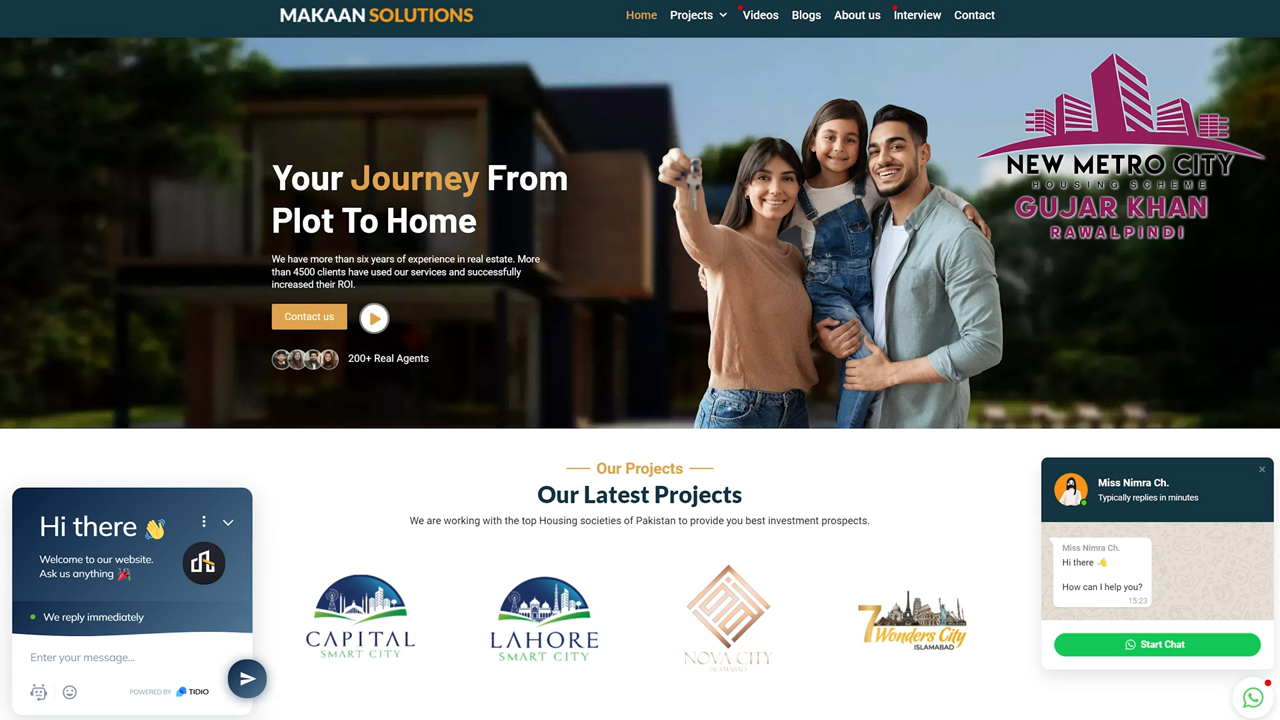 MAKAAN SOLUTIONS
Home Projects Videos Blogs About us Interview Contact
NEW METRO CITY
HOUSING SCHEME
GUJAR KHAN
RAWALPINDI
Your Journey From
Plot To Home
We have more than six years of experience in real estate. More
than 4500 clients have used our services and successfully
increased their ROI.
Contact us
200+ Real Agents
Our Projects
Our Latest Projects
We are working with the top Housing societies of Pakistan to provide you best investment prospects.
CAPITAL
SMART CITY
LAHORE
SMART CITY
NOVA CITY
ISLAMABAD
7 Wonders City
ISLAMABAD
Hi there 👋
Welcome to our website.
Ask us anything 🎉
We reply immediately
Enter your message...
POWERED BY TIDIO
Miss Nimra Ch.
Typically replies in minutes
Miss Nimra Ch.
Hi there 👋
How can I help you?
15:23
Start Chat